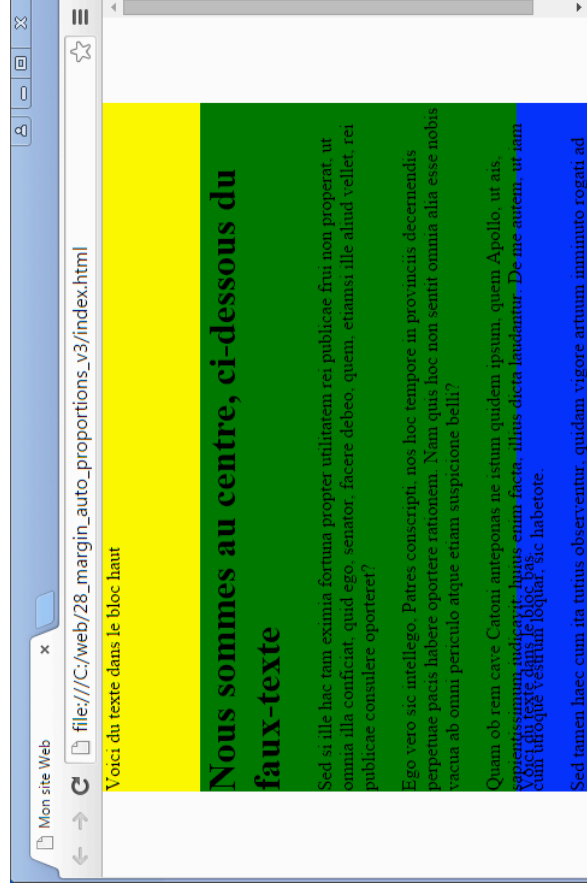 Mon site Web
file:///C:/web/28_margin_auto_proportions_v3/index.html
Voici du texte dans le bloc haut
Nous sommes au centre, ci-dessous du
faux-texte
Sed si ille hac tam eximia fortuna propter utilitatem rei publicae frui non properat, ut
omnia illa conficiat, quid ego, senator, facere debeo, quem, etiamsi ille aliud vellet, rei
publicae consulere oporteret?
Ego vero sic intellego, Patres conscripti, nos hoc tempore in provinciis decernendis
perpetuae pacis habere oportere rationem. Nam quis hoc non sentit omnia alia esse nobis
vacua ab omni periculo atque etiam suspicione belli?
Quam ob rem cave Catoni anteponas ne istum quidem ipsum, quem Apollo, ut ais,
sapientissimum iudicavit; huius enim facta, illius dicta laudantur. De me autem, ut iam
Voici du texte dans le bloc bas
cum utroque vestrum loquar, sic habetote.
Sed tamen haec cum ita tutius observentur, quidam vigore artuum inminuto rogati ad